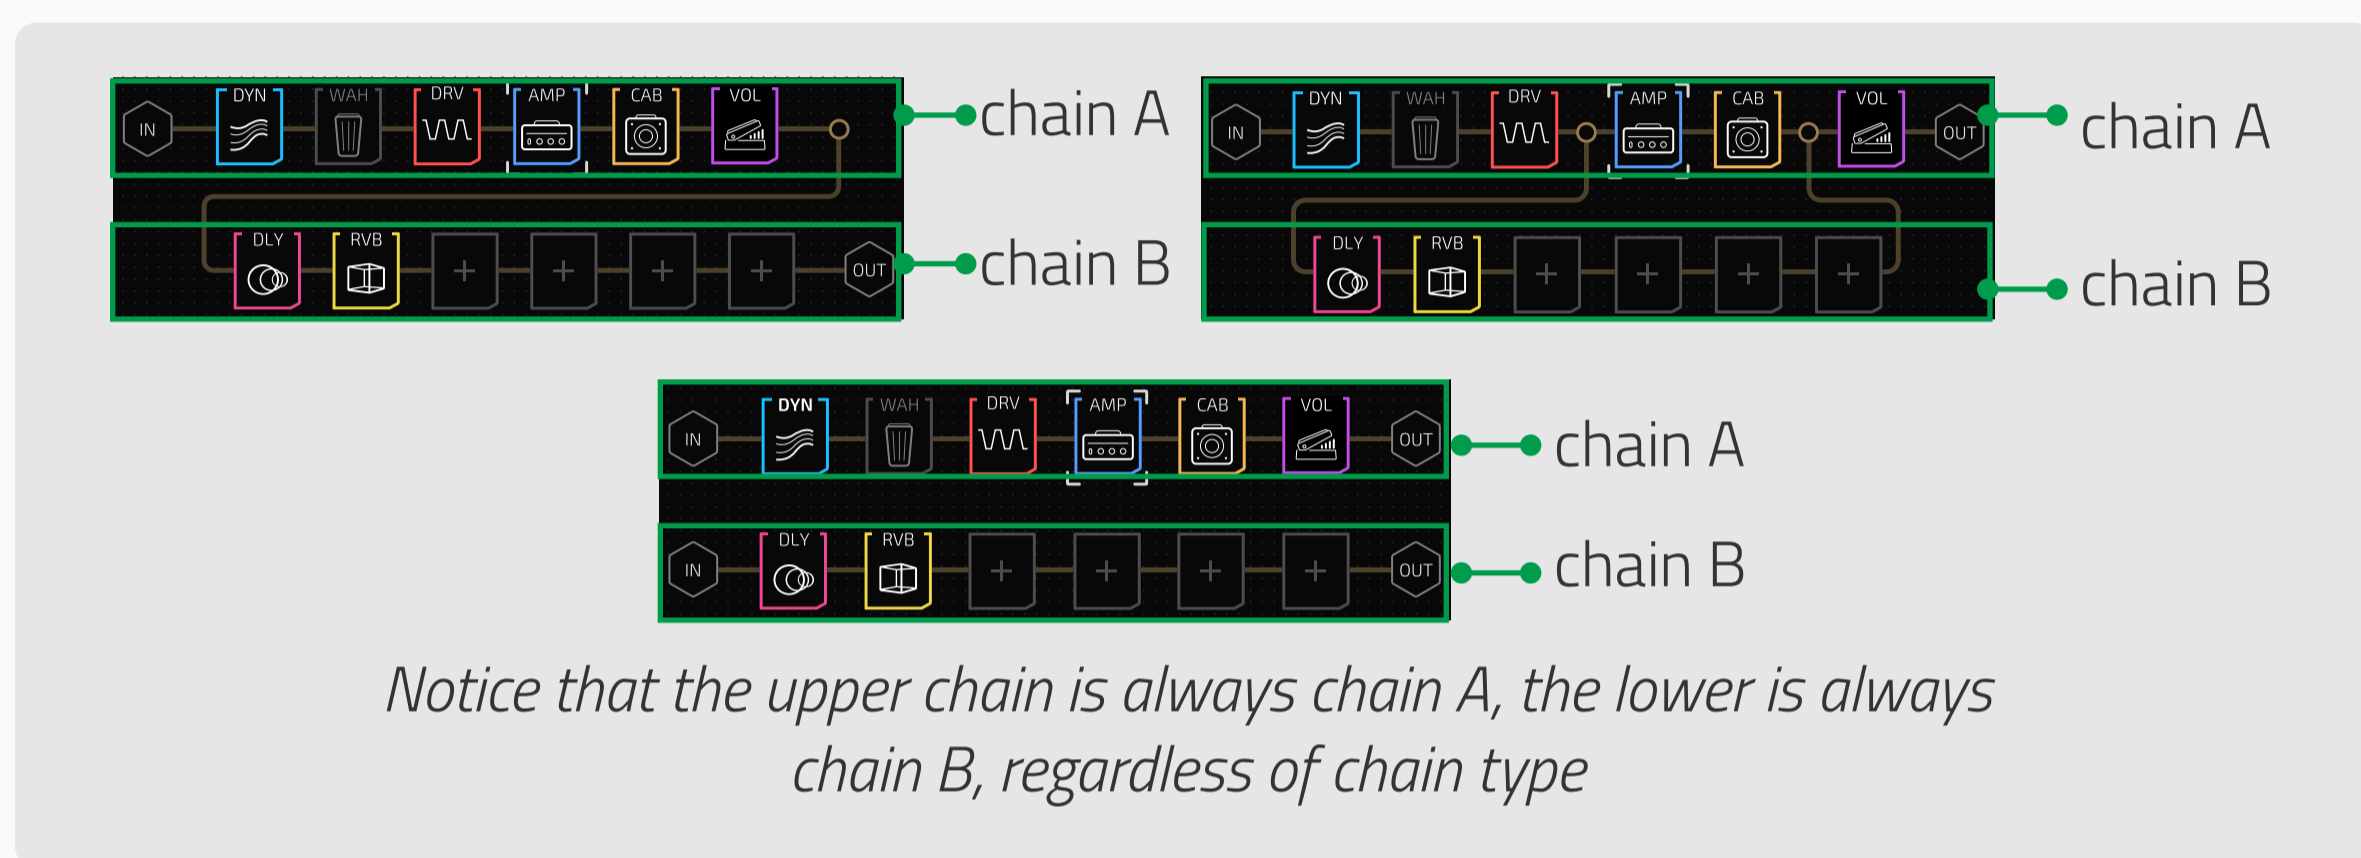 DYN WAH DRV AMP CAB VOL
IN
chain A
DLY RVB
OUT
chain B
DYN WAH DRV AMP CAB VOL
IN OUT
chain A
DLY RVB
chain B
DYN WAH DRV AMP CAB VOL
IN OUT
chain A
DLY RVB
IN OUT
chain B
Notice that the upper chain is always chain A, the lower is always
chain B, regardless of chain type